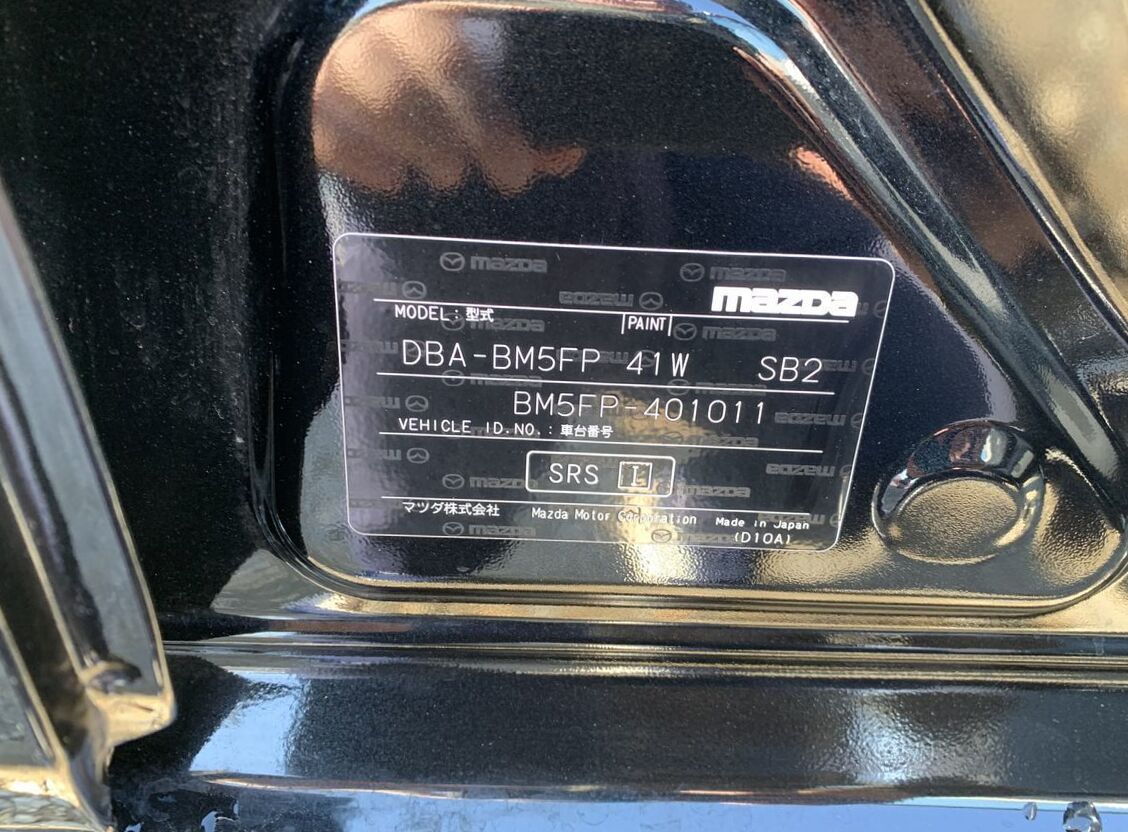 mazda
MODEL:型式
PAINT
DBA-BM5FP 41W SB2
BM5FP-401011
VEHICLE ID.NO.:車台番号
SRS I
マツダ株式会社 Mazda Motor Corporation Made in Japan
(D10A)